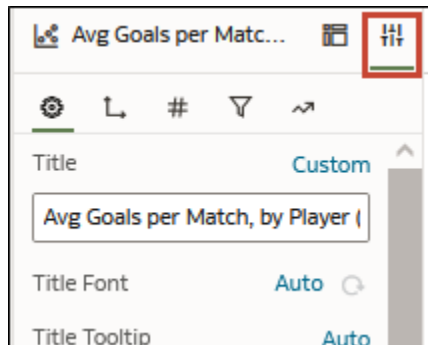 Avg Goals per Matc...
#
Title Custom
Avg Goals per Match, by Player (
Title Font Auto
Title Tooltip Auto